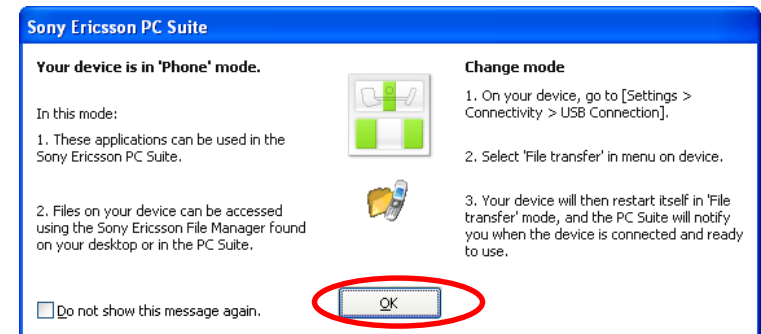 Sony Ericsson PC Suite
Your device is in 'Phone' mode.
In this mode:
1. These applications can be used in the
Sony Ericsson PC Suite.
2. Files on your device can be accessed
using the Sony Ericsson File Manager found
on your desktop or in the PC Suite.
Change mode
1. On your device, go to [Settings >
Connectivity > USB Connection].
2. Select 'File transfer' in menu on device.
3. Your device will then restart itself in 'File
transfer' mode, and the PC Suite will notify
you when the device is connected and ready
to use.
Do not show this message again.
OK